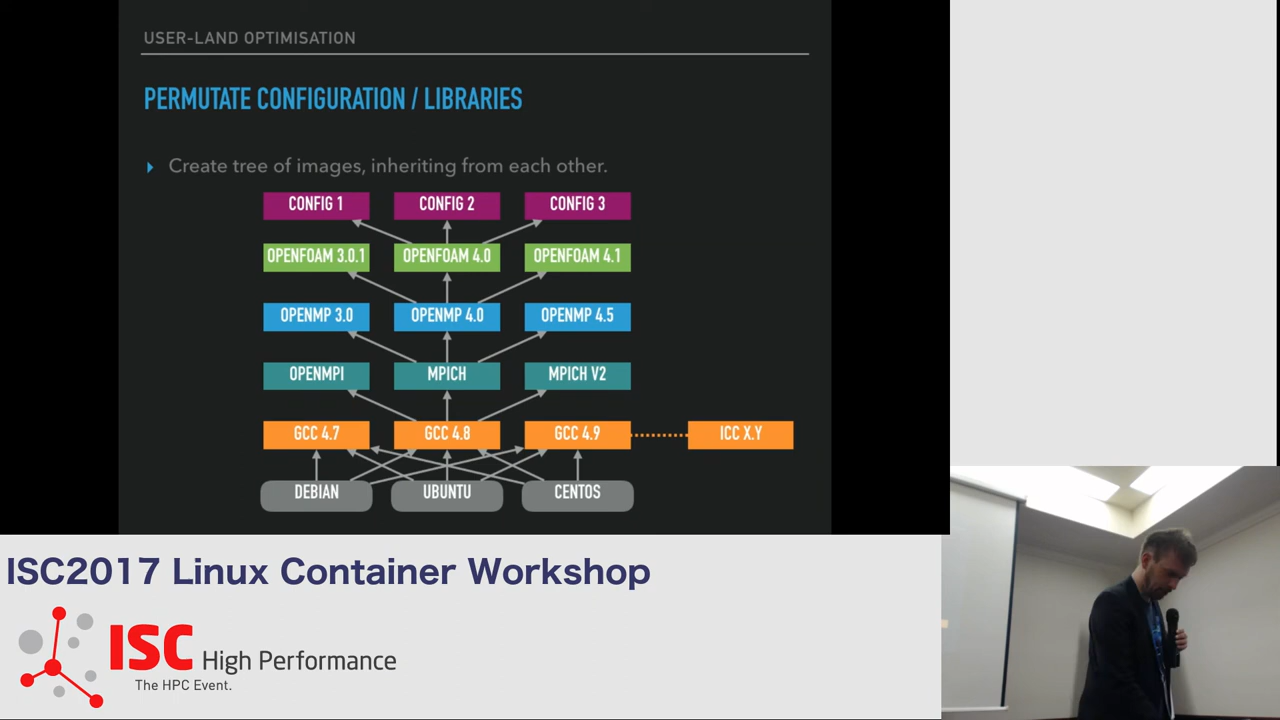 USER-LAND OPTIMISATION
PERMUTATE CONFIGURATION / LIBRARIES
Create tree of images, inheriting from each other.
CONFIG 1 CONFIG 2 CONFIG 3
OPENFOAM 3.0.1 OPENFOAM 4.0 OPENFOAM 4.1
OPENMP 3.0 OPENMP 4.0 OPENMP 4.5
OPENMPI MPICH MPICH V2
GCC 4.7 GCC 4.8 GCC 4.9 ICC X.Y
DEBIAN UBUNTU CENTOS
ISC2017 Linux Container Workshop
ISC High Performance
The HPC Event.